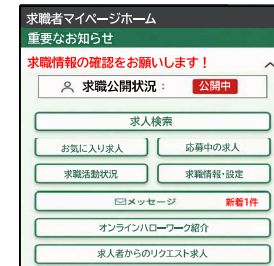 求職者マイページホーム
重要なお知らせ
求職情報の確認をお願いします！
求職公開状況： 公開中
求人検索
お気に入り求人 応募中の求人
求職活動状況 求職情報・設定
メッセージ 新着1件
オンラインハローワーク紹介
求人者からのリクエスト求人